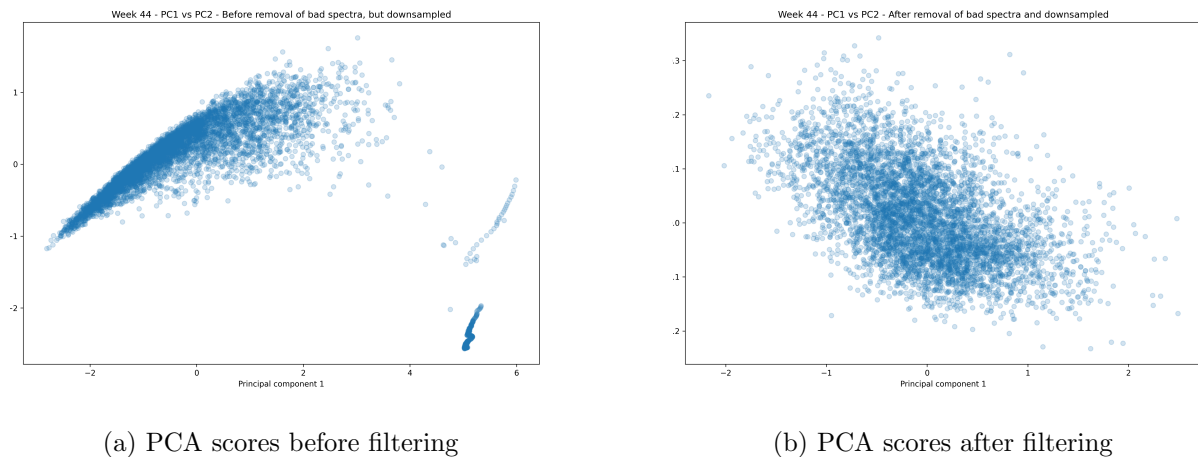 Week 44 - PC1 vs PC2 - Before removal of bad spectra, but downsampled
1
0
-1
-2
−2 0 2 4 6
Principal component 1
(a) PCA scores before filtering
Week 44 - PC1 vs PC2 - After removal of bad spectra and downsampled
.3
.2
.1
.0
.1
.2
−2 −1 0 1 2
Principal component 1
(b) PCA scores after filtering